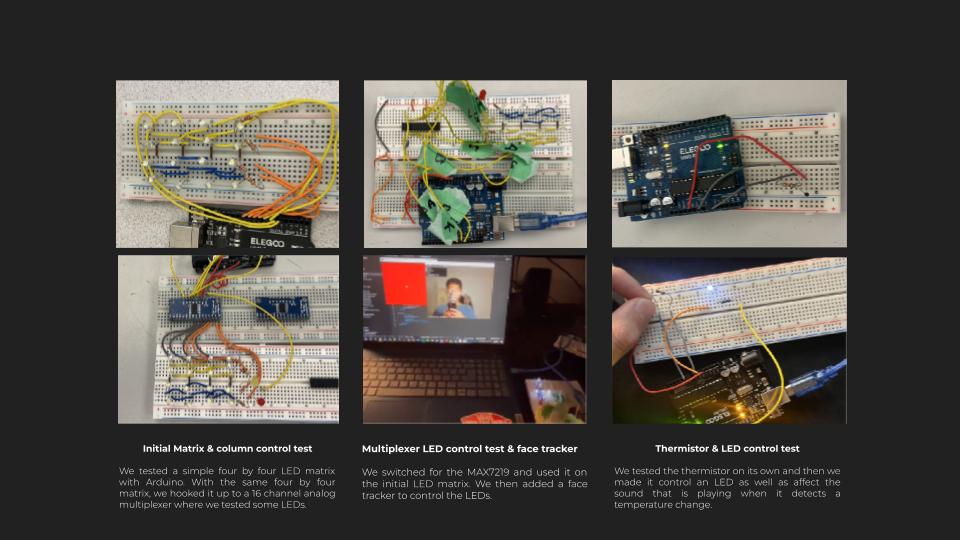 ELEGOO
ELEGOO
Initial Matrix & column control test
We tested a simple four by four LED matrix
with Arduino. With the same four by four
matrix, we hooked it up to a 16 channel analog
multiplexer where we tested some LEDs.
Multiplexer LED control test & face tracker
We switched for the MAX7219 and used it on
the initial LED matrix. We then added a face
tracker to control the LEDs.
Thermistor & LED control test
We tested the thermistor on its own and then we
made it control an LED as well as affect the
sound that is playing when it detects a
temperature change.